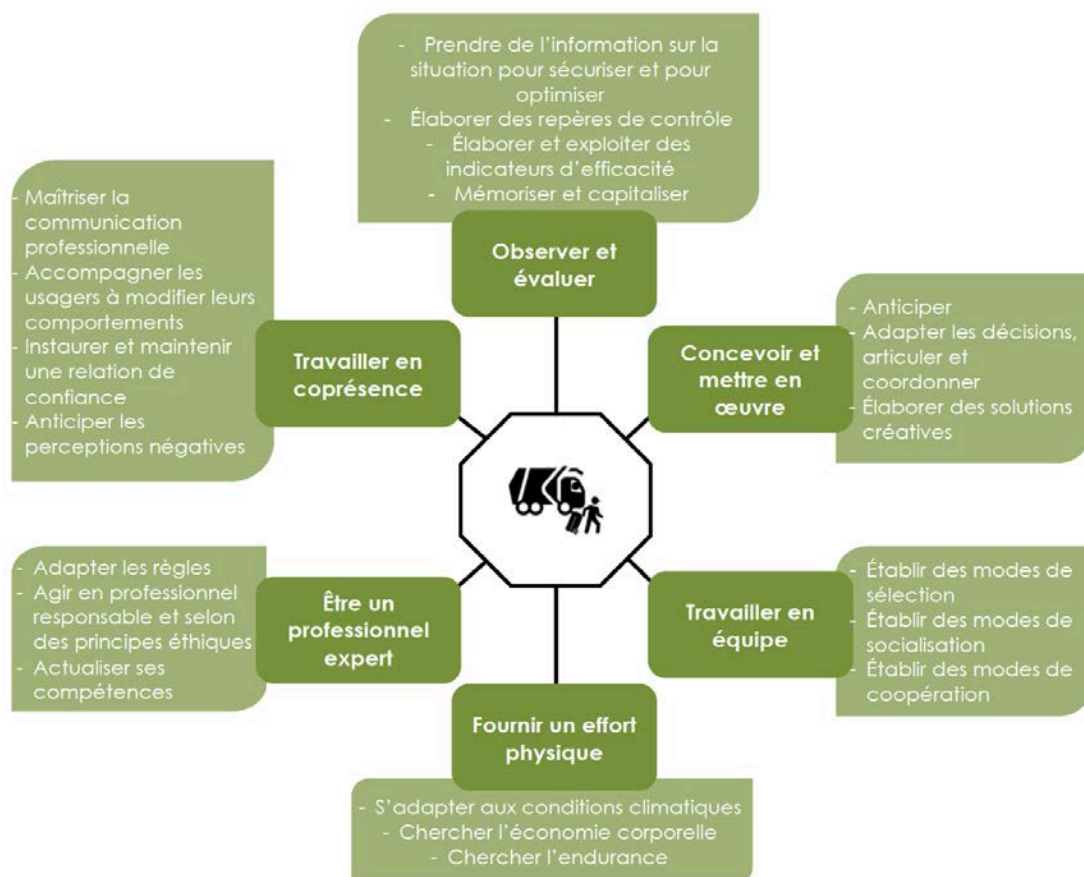 - Prendre de l’information sur la
situation pour sécuriser et pour
optimiser
- Élaborer des repères de contrôle
- Élaborer et exploiter des
indicateurs d’efficacité
- Mémoriser et capitaliser
Observer et
évaluer
- Maîtriser la
communication
professionnelle
- Accompagner les
usagers à modifier leurs
comportements
- Instaurer et maintenir
une relation de
confiance
- Anticiper les
perceptions négatives
Travailler en
coprésence
Concevoir et
mettre en
œuvre
- Anticiper
- Adapter les décisions,
articuler et
coordonner
- Élaborer des solutions
créatives
- Adapter les règles
- Agir en professionnel
responsable et selon
des principes éthiques
- Actualiser ses
compétences
Être un
professionnel
expert
Travailler en
équipe
- Établir des modes de
sélection
- Établir des modes de
socialisation
- Établir des modes de
coopération
Fournir un effort
physique
- S’adapter aux conditions climatiques
- Chercher l’économie corporelle
- Chercher l’endurance